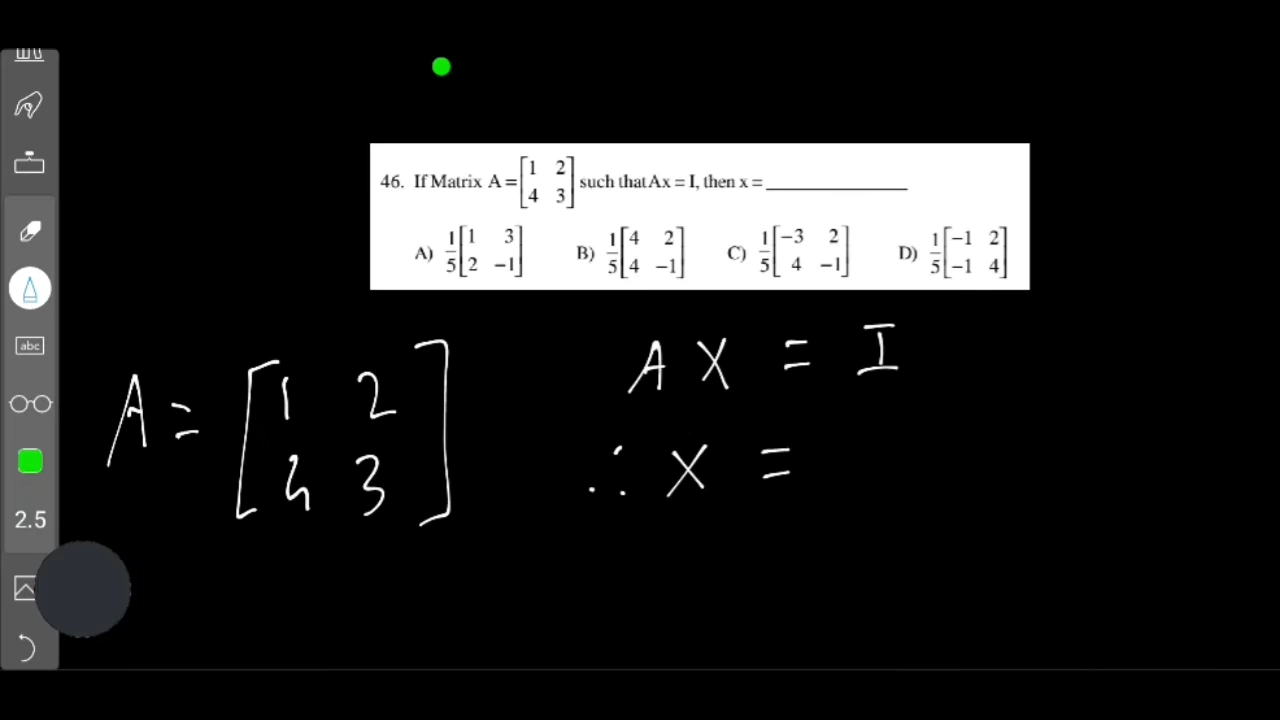 46. If Matrix A = [1 2 4 3] such that Ax = I, then x = ____________
A) 1/5 [1 3 2 −1] B) 1/5 [4 2 4 −1] C) 1/5 [−3 2 4 −1] D) 1/5 [−1 2 −1 4]
A = [1 2 4 3]
A X = I
∴ X =
abc
2.5